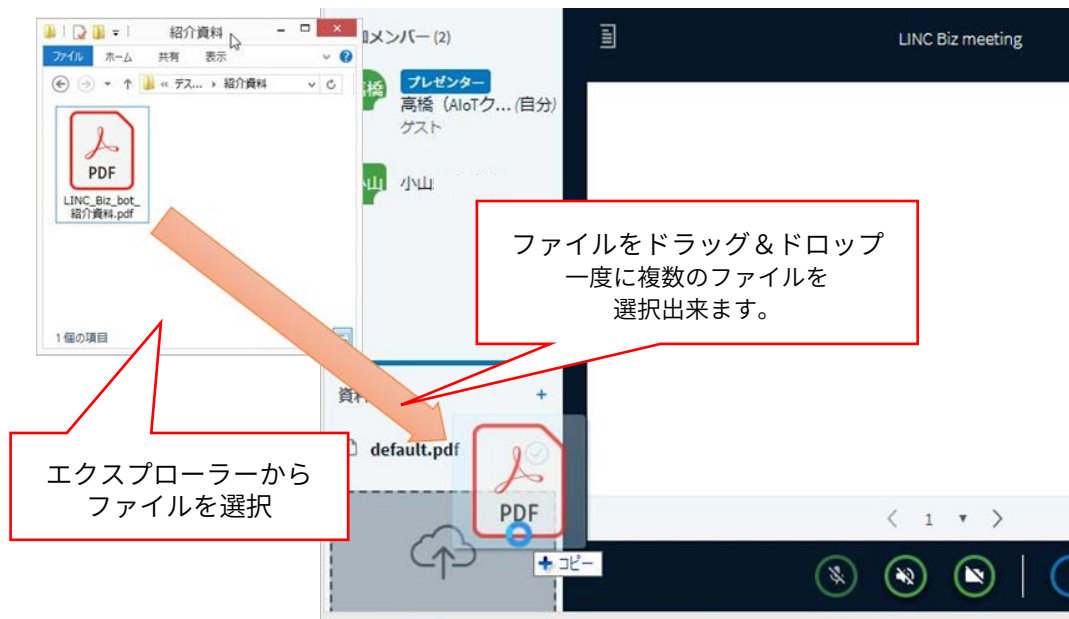 紹介資料
ファイル ホーム 共有 表示
« デス... › 紹介資料
PDF
LINC_Biz_bot_
紹介資料.pdf
1 個の項目
メンバー (2)
プレゼンター
高橋（AIoTク... (自分)
ゲスト
小山
LINC Biz meeting
ファイルをドラッグ＆ドロップ
一度に複数のファイルを
選択出来ます。
エクスプローラーから
ファイルを選択
資料
+
default.pdf
PDF
コピー
1